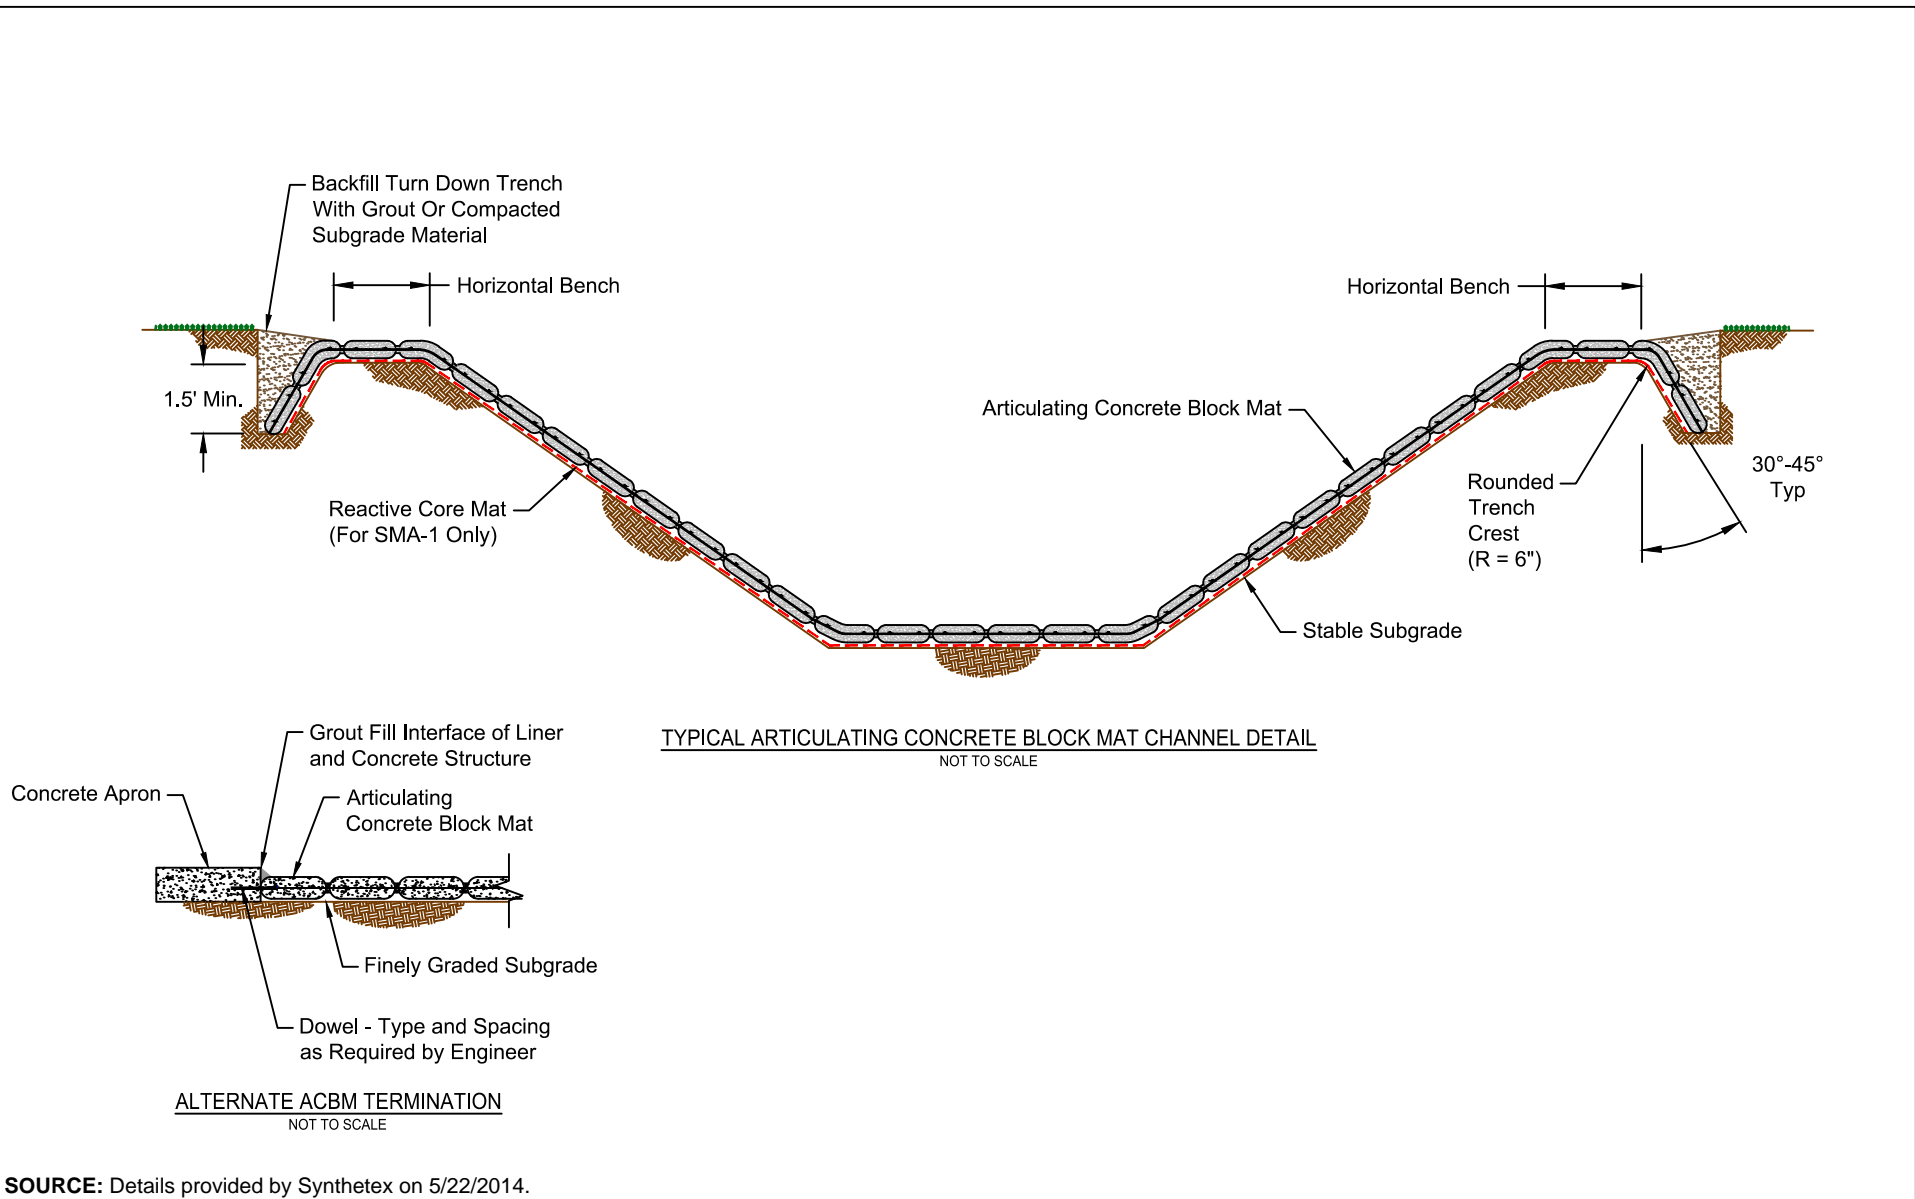 Backfill Turn Down Trench
With Grout Or Compacted
Subgrade Material
Horizontal Bench
Horizontal Bench
1.5' Min.
Articulating Concrete Block Mat
Reactive Core Mat
(For SMA-1 Only)
Rounded
Trench
Crest
(R = 6")
30°-45°
Typ
Stable Subgrade
TYPICAL ARTICULATING CONCRETE BLOCK MAT CHANNEL DETAIL
NOT TO SCALE
Grout Fill Interface of Liner
and Concrete Structure
Concrete Apron
Articulating
Concrete Block Mat
Finely Graded Subgrade
Dowel - Type and Spacing
as Required by Engineer
ALTERNATE ACBM TERMINATION
NOT TO SCALE
SOURCE: Details provided by Synthetex on 5/22/2014.